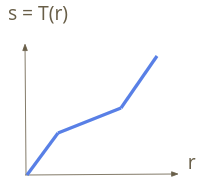 s = T(r)
r